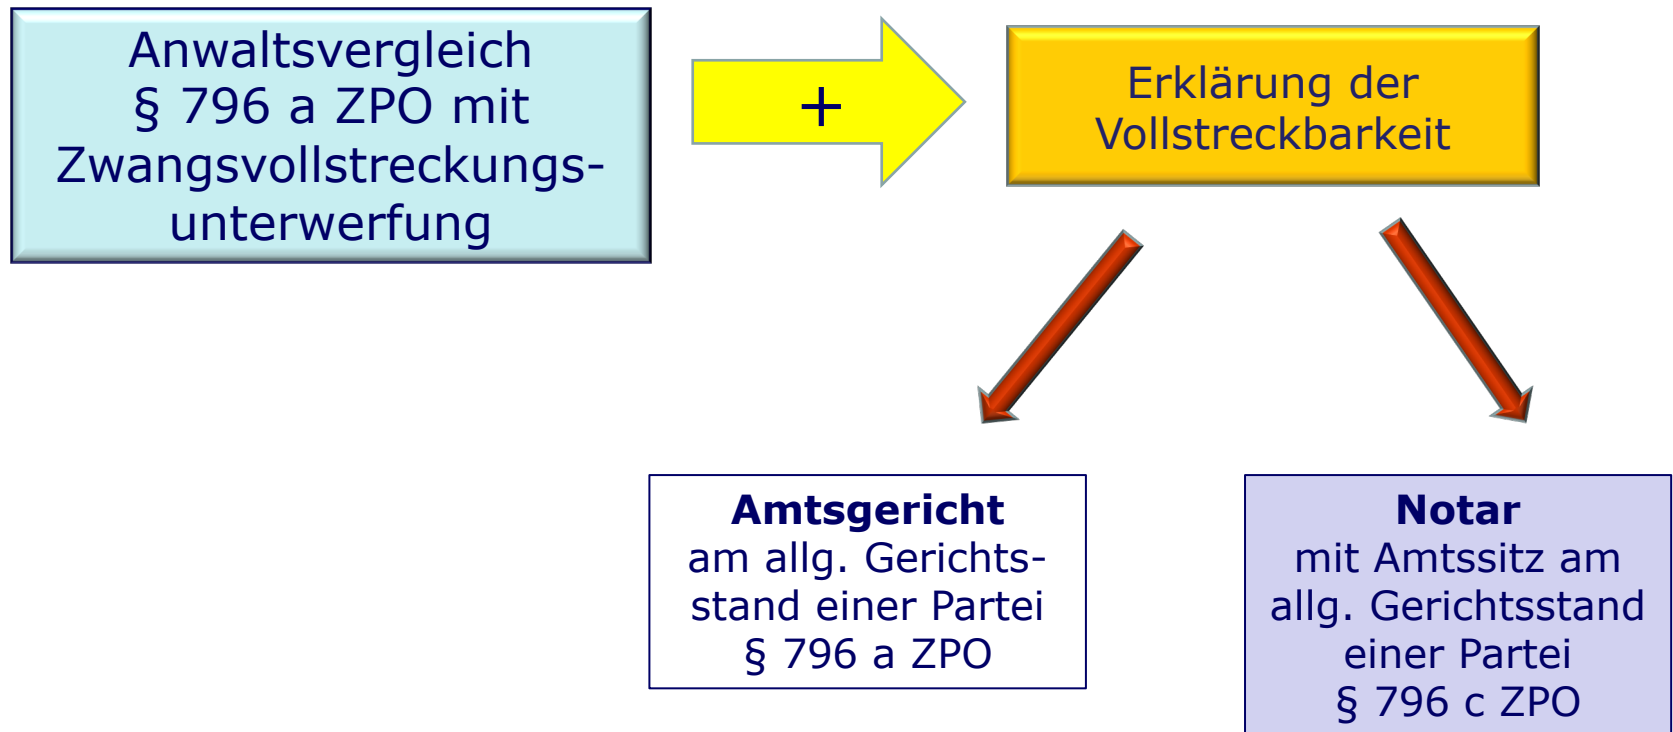 Anwaltsvergleich
§ 796 a ZPO mit
Zwangsvollstreckungs-
unterwerfung
+
Erklärung der
Vollstreckbarkeit
Amtsgericht
am allg. Gerichts-
stand einer Partei
§ 796 a ZPO
Notar
mit Amtssitz am
allg. Gerichtsstand
einer Partei
§ 796 c ZPO